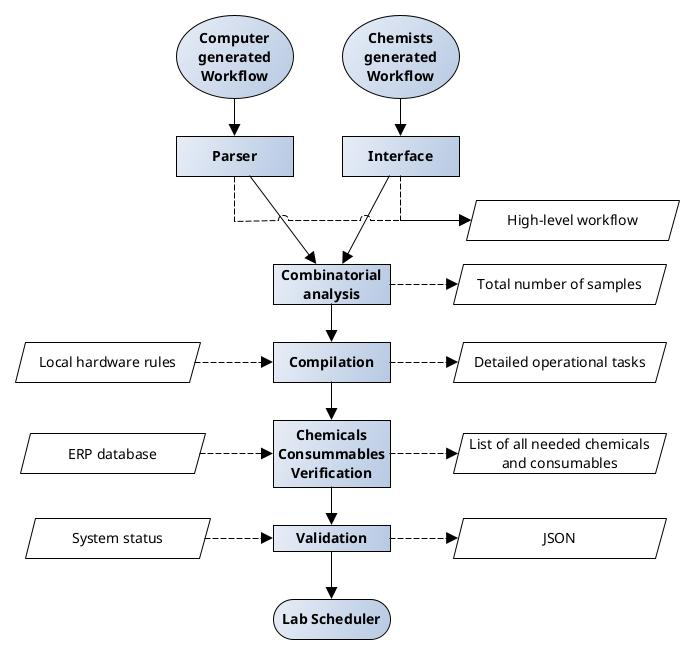 Computer
generated
Workflow
Chemists
generated
Workflow
Parser
Interface
High-level workflow
Combinatorial
analysis
Total number of samples
Local hardware rules
Compilation
Detailed operational tasks
ERP database
Chemicals
Consummables
Verification
List of all needed chemicals
and consumables
System status
Validation
JSON
Lab Scheduler